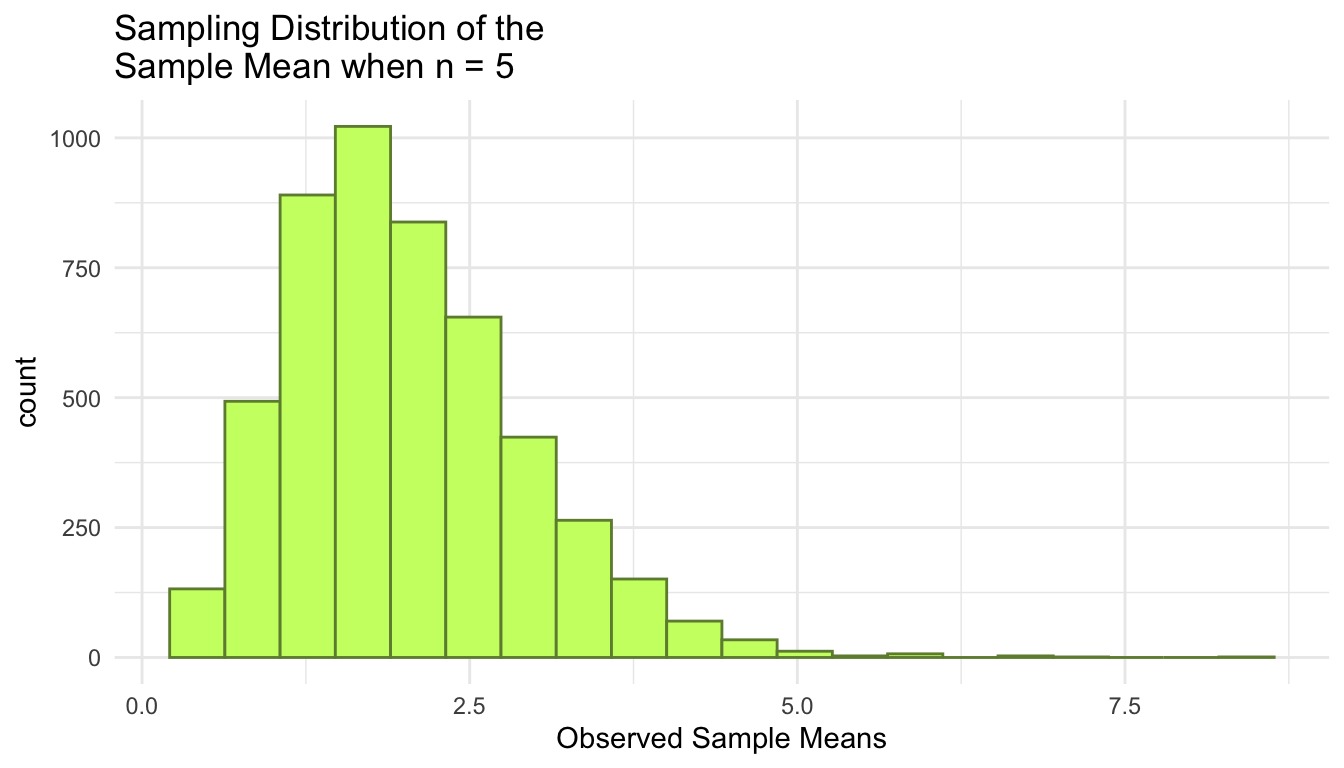 Sampling Distribution of the
Sample Mean when n = 5
1000
750
500
250
0
count
0.0 2.5 5.0 7.5
Observed Sample Means